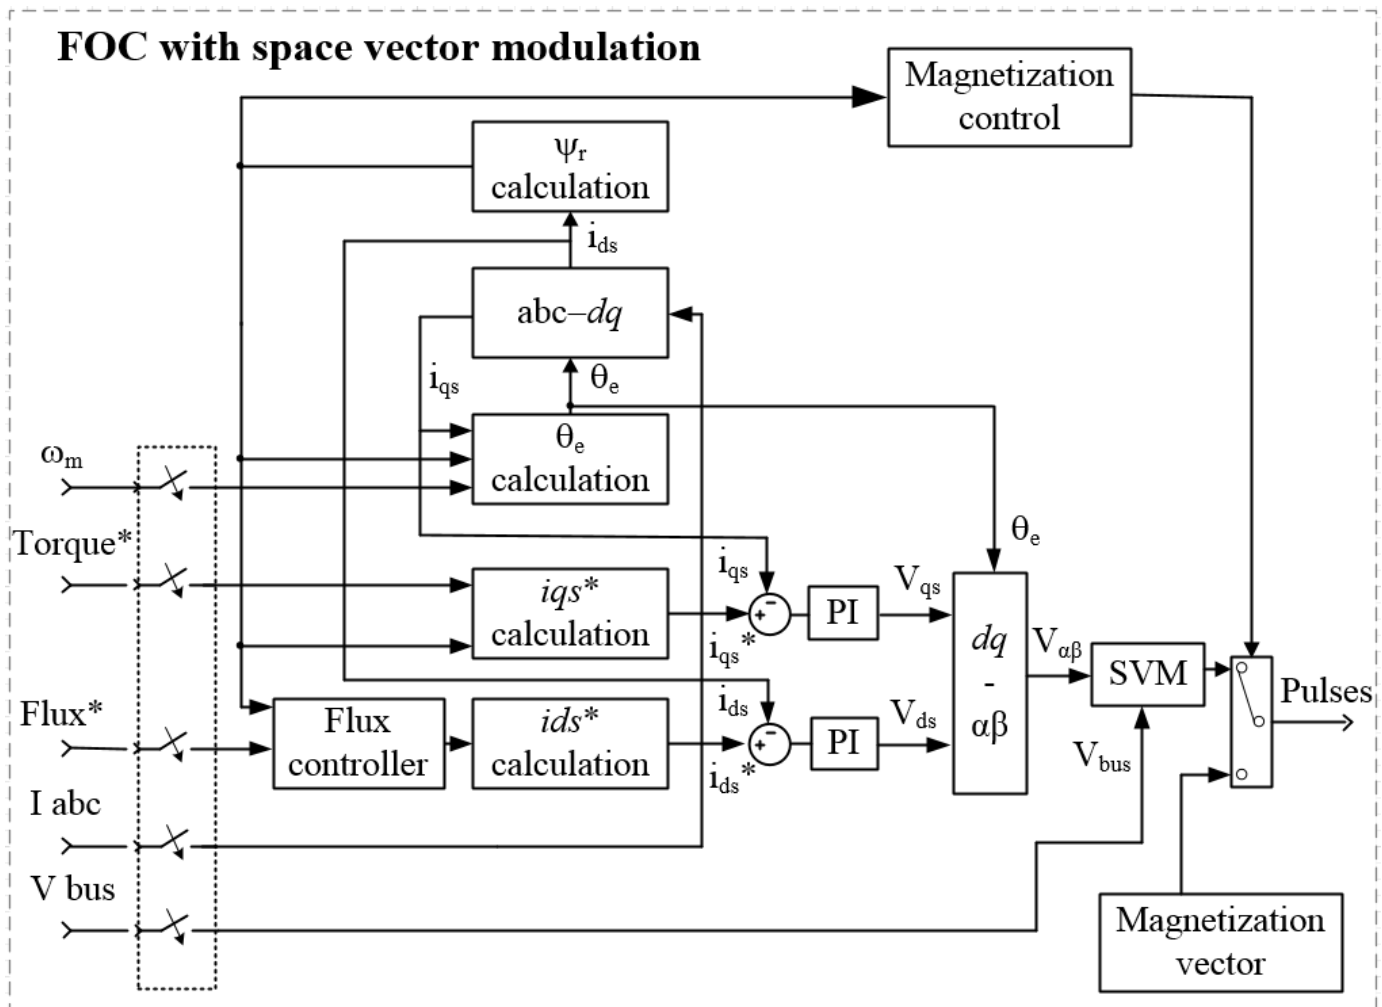 FOC with space vector modulation
Magnetization
control
ψr
calculation
ids
abc–dq
iqs
θe
θe
calculation
ωm
Torque*
θe
iqs
iqs*
calculation
- +
iqs*
PI
Vqs
dq
-
αβ
Vαβ
SVM
Pulses
Flux*
Flux
controller
ids*
calculation
ids
- +
ids*
PI
Vds
Vbus
I abc
V bus
Magnetization
vector